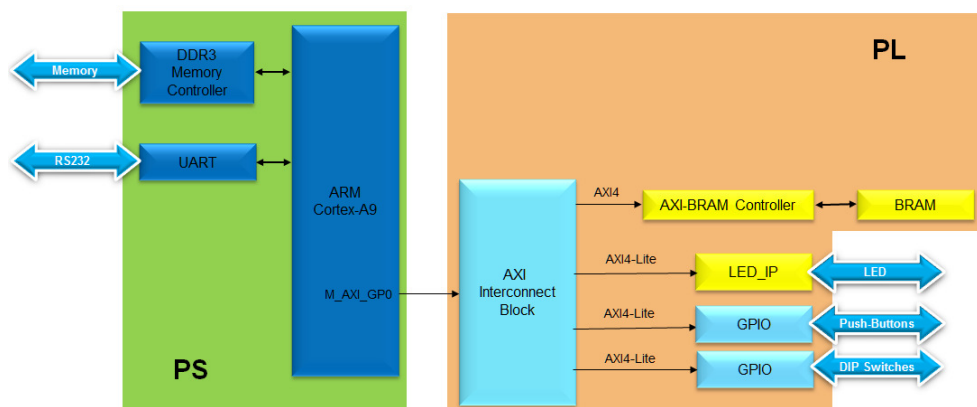 PL
DDR3
Memory
Controller
Memory
UART
RS232
ARM
Cortex-A9
M_AXI_GP0
PS
AXI
Interconnect
Block
AXI4
AXI-BRAM Controller
BRAM
AXI4-Lite
LED_IP
LED
AXI4-Lite
GPIO
Push-Buttons
AXI4-Lite
GPIO
DIP Switches